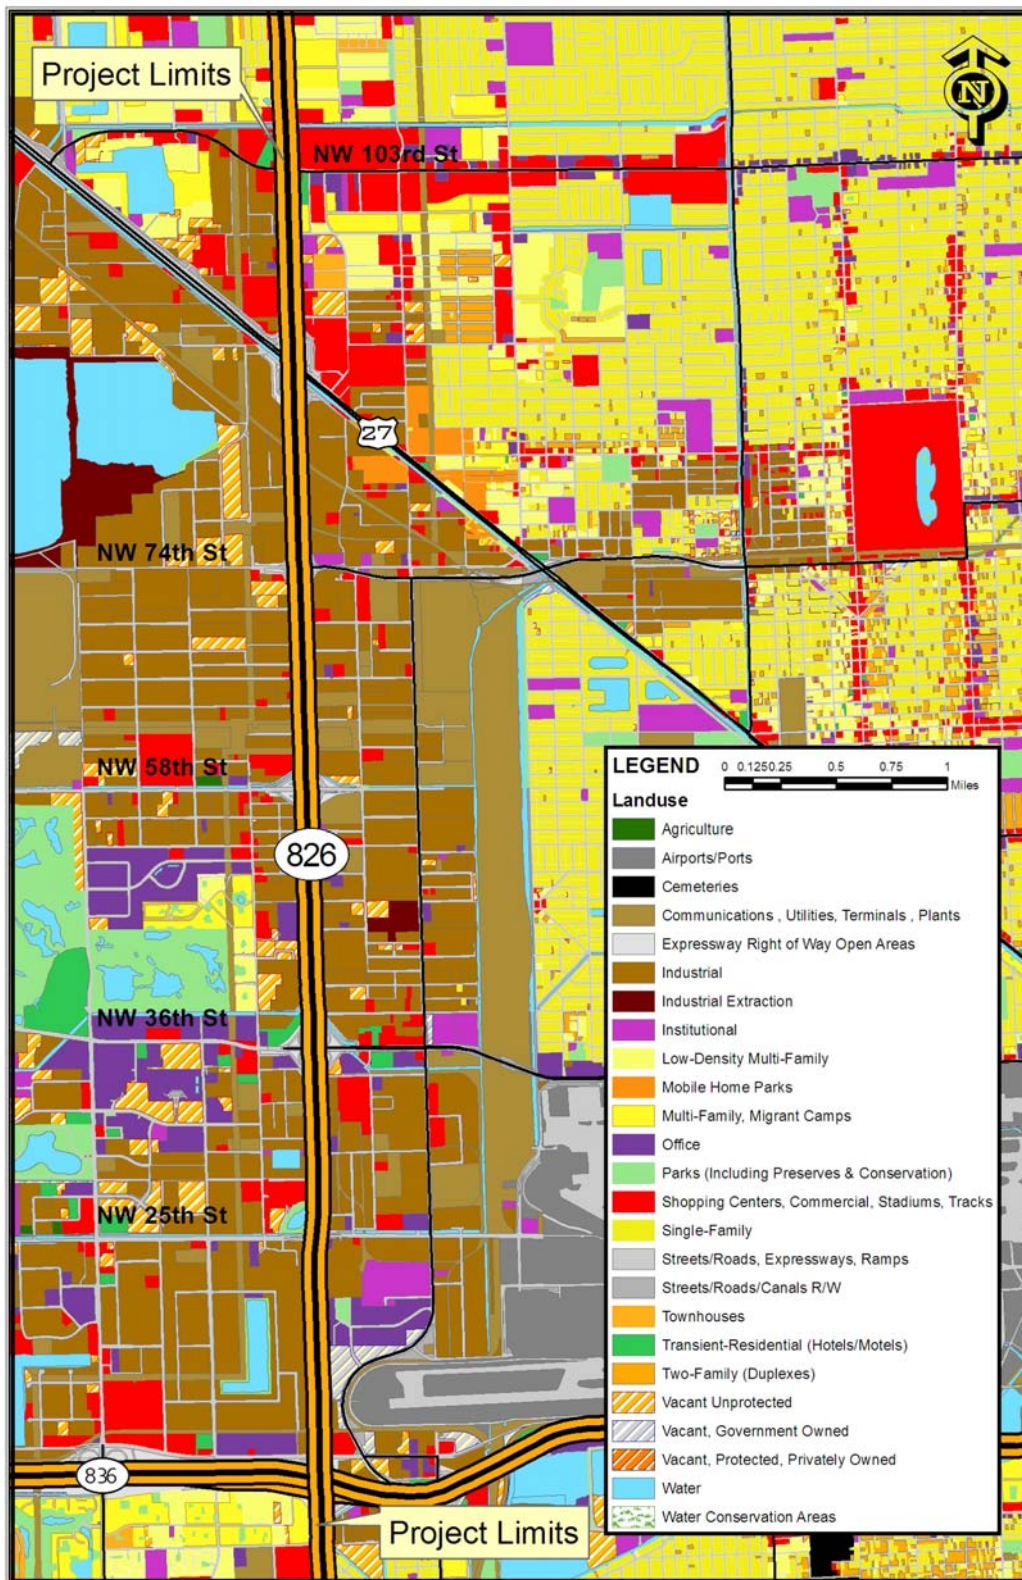 Project Limits
N
NW 103rd St
27
NW 74th St
NW 58th St
826
NW 36th St
NW 25th St
836
Project Limits
LEGEND
0 0.125 0.25 0.5 0.75 1
Miles
Landuse
Agriculture
Airports/Ports
Cemeteries
Communications , Utilities, Terminals , Plants
Expressway Right of Way Open Areas
Industrial
Industrial Extraction
Institutional
Low-Density Multi-Family
Mobile Home Parks
Multi-Family, Migrant Camps
Office
Parks (Including Preserves & Conservation)
Shopping Centers, Commercial, Stadiums, Tracks
Single-Family
Streets/Roads, Expressways, Ramps
Streets/Roads/Canals R/W
Townhouses
Transient-Residential (Hotels/Motels)
Two-Family (Duplexes)
Vacant Unprotected
Vacant, Government Owned
Vacant, Protected, Privately Owned
Water
Water Conservation Areas